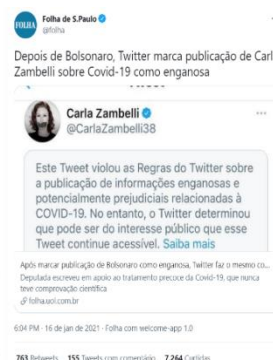 FOLHA
Folha de S.Paulo
@folha
Depois de Bolsonaro, Twitter marca publicação de Carl
Zambelli sobre Covid-19 como enganosa
Carla Zambelli
@CarlaZambelli38
Este Tweet violou as Regras do Twitter sobre
a publicação de informações enganosas e
potencialmente prejudiciais relacionadas à
COVID-19. No entanto, o Twitter determinou
que pode ser do interesse público que esse
Tweet continue acessível. Saiba mais
Após marcar publicação de Bolsonaro como enganosa, Twitter faz o mesmo co...
Deputada escreveu em apoio ao tratamento precoce da Covid-19, que nunca
teve comprovação científica
folha.uol.com.br
6:04 PM · 16 de jan de 2021 · Folha com welcome-app 1.0
763 Retweets 155 Tweets com comentário 7.264 Curtidas